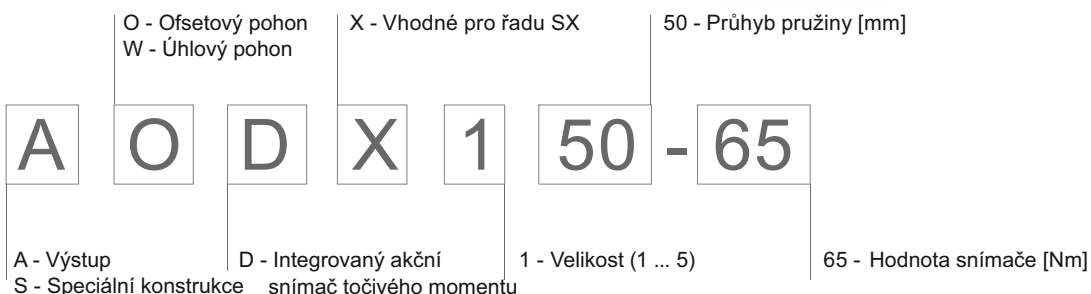 O - Ofsetový pohon
W - Úhlový pohon
X - Vhodné pro řadu SX
50 - Průhyb pružiny [mm]
A O D X 1 50 - 65
A - Výstup
S - Speciální konstrukce
D - Integrovaný akční
snímač točivého momentu
1 - Velikost (1 ... 5)
65 - Hodnota snímače [Nm]